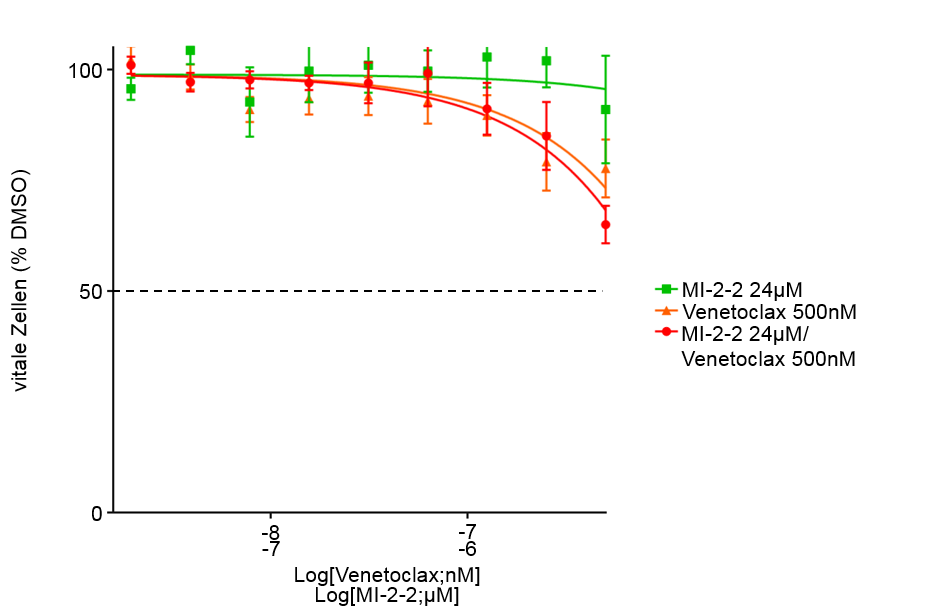 100
50
0
vitale Zellen (% DMSO)
-8 -7
-7 -6
Log[Venetoclax;nM]
Log[MI-2-2;µM]
MI-2-2 24µM
Venetoclax 500nM
MI-2-2 24µM/
Venetoclax 500nM